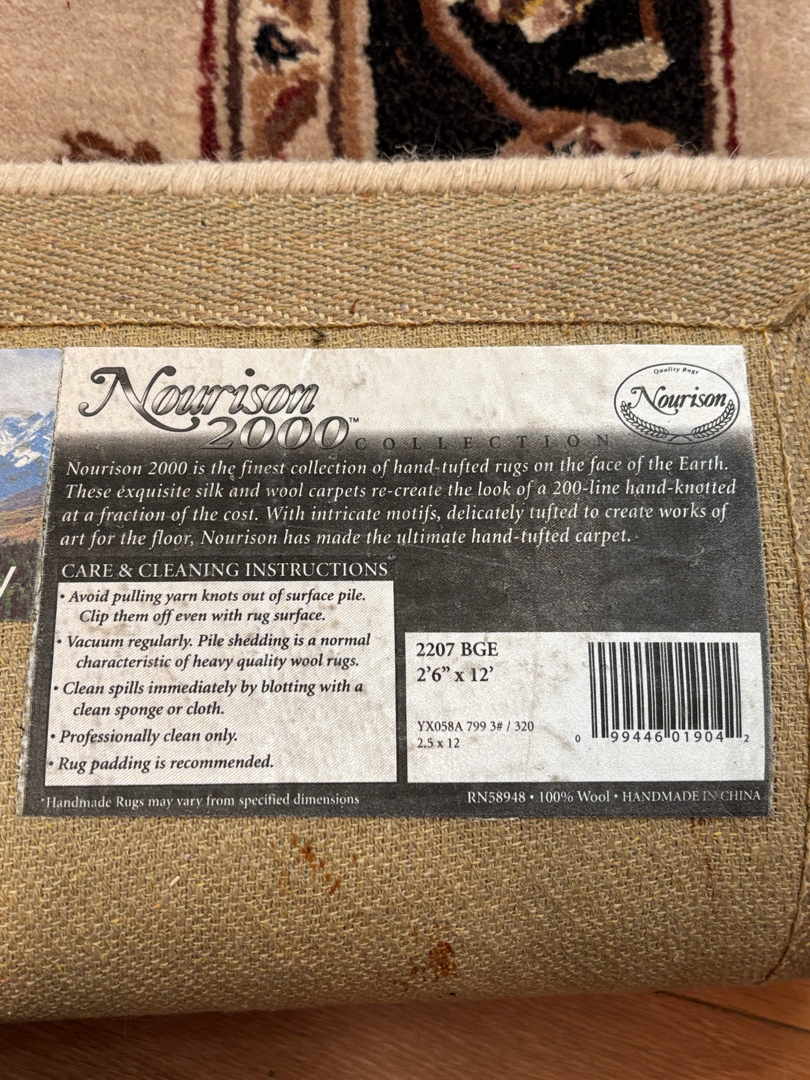 Nourison
2000™ COLLECTION
Quality Rugs
Nourison
Nourison 2000 is the finest collection of hand-tufted rugs on the face of the Earth.
These exquisite silk and wool carpets re-create the look of a 200-line hand-knotted
at a fraction of the cost. With intricate motifs, delicately tufted to create works of
art for the floor, Nourison has made the ultimate hand-tufted carpet.
CARE & CLEANING INSTRUCTIONS
• Avoid pulling yarn knots out of surface pile.
Clip them off even with rug surface.
• Vacuum regularly. Pile shedding is a normal
characteristic of heavy quality wool rugs.
• Clean spills immediately by blotting with a
clean sponge or cloth.
• Professionally clean only.
• Rug padding is recommended.
2207 BGE
2'6" x 12'
YX058A 799 3# / 320
2.5 x 12
0 99446 01904 2
*Handmade Rugs may vary from specified dimensions
RN58948 • 100% Wool • HANDMADE IN CHINA